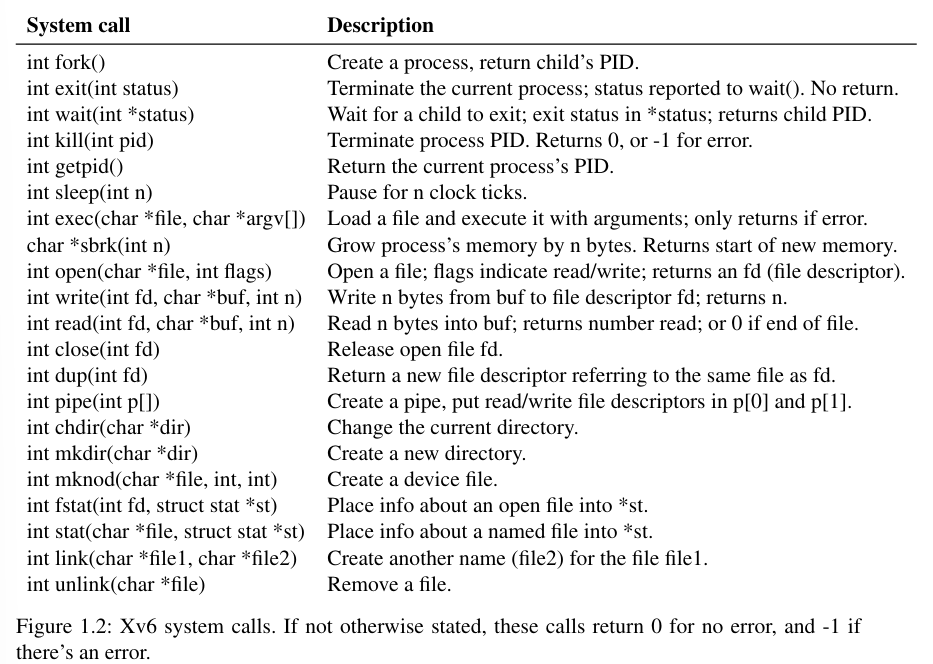 System call Description
int fork() Create a process, return child's PID.
int exit(int status) Terminate the current process; status reported to wait(). No return.
int wait(int *status) Wait for a child to exit; exit status in *status; returns child PID.
int kill(int pid) Terminate process PID. Returns 0, or -1 for error.
int getpid() Return the current process's PID.
int sleep(int n) Pause for n clock ticks.
int exec(char *file, char *argv[]) Load a file and execute it with arguments; only returns if error.
char *sbrk(int n) Grow process's memory by n bytes. Returns start of new memory.
int open(char *file, int flags) Open a file; flags indicate read/write; returns an fd (file descriptor).
int write(int fd, char *buf, int n) Write n bytes from buf to file descriptor fd; returns n.
int read(int fd, char *buf, int n) Read n bytes into buf; returns number read; or 0 if end of file.
int close(int fd) Release open file fd.
int dup(int fd) Return a new file descriptor referring to the same file as fd.
int pipe(int p[]) Create a pipe, put read/write file descriptors in p[0] and p[1].
int chdir(char *dir) Change the current directory.
int mkdir(char *dir) Create a new directory.
int mknod(char *file, int, int) Create a device file.
int fstat(int fd, struct stat *st) Place info about an open file into *st.
int stat(char *file, struct stat *st) Place info about a named file into *st.
int link(char *file1, char *file2) Create another name (file2) for the file file1.
int unlink(char *file) Remove a file.
Figure 1.2: Xv6 system calls. If not otherwise stated, these calls return 0 for no error, and -1 if
there's an error.